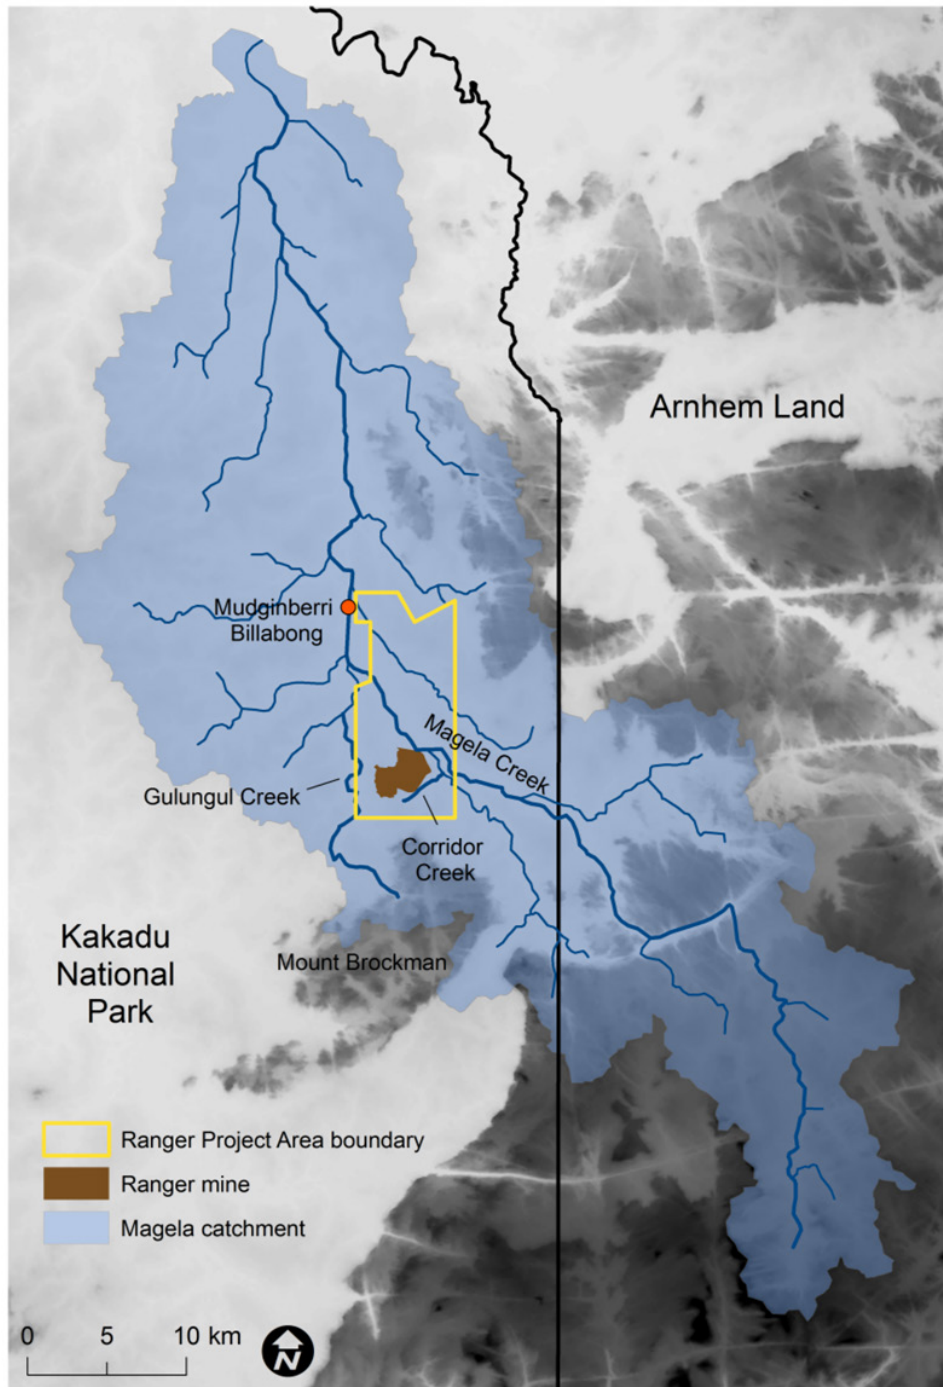 Arnhem Land
Mudginberri
Billabong
Magela Creek
Gulungul Creek
Corridor
Creek
Kakadu
National
Park
Mount Brockman
Ranger Project Area boundary
Ranger mine
Magela catchment
0 5 10 km
N